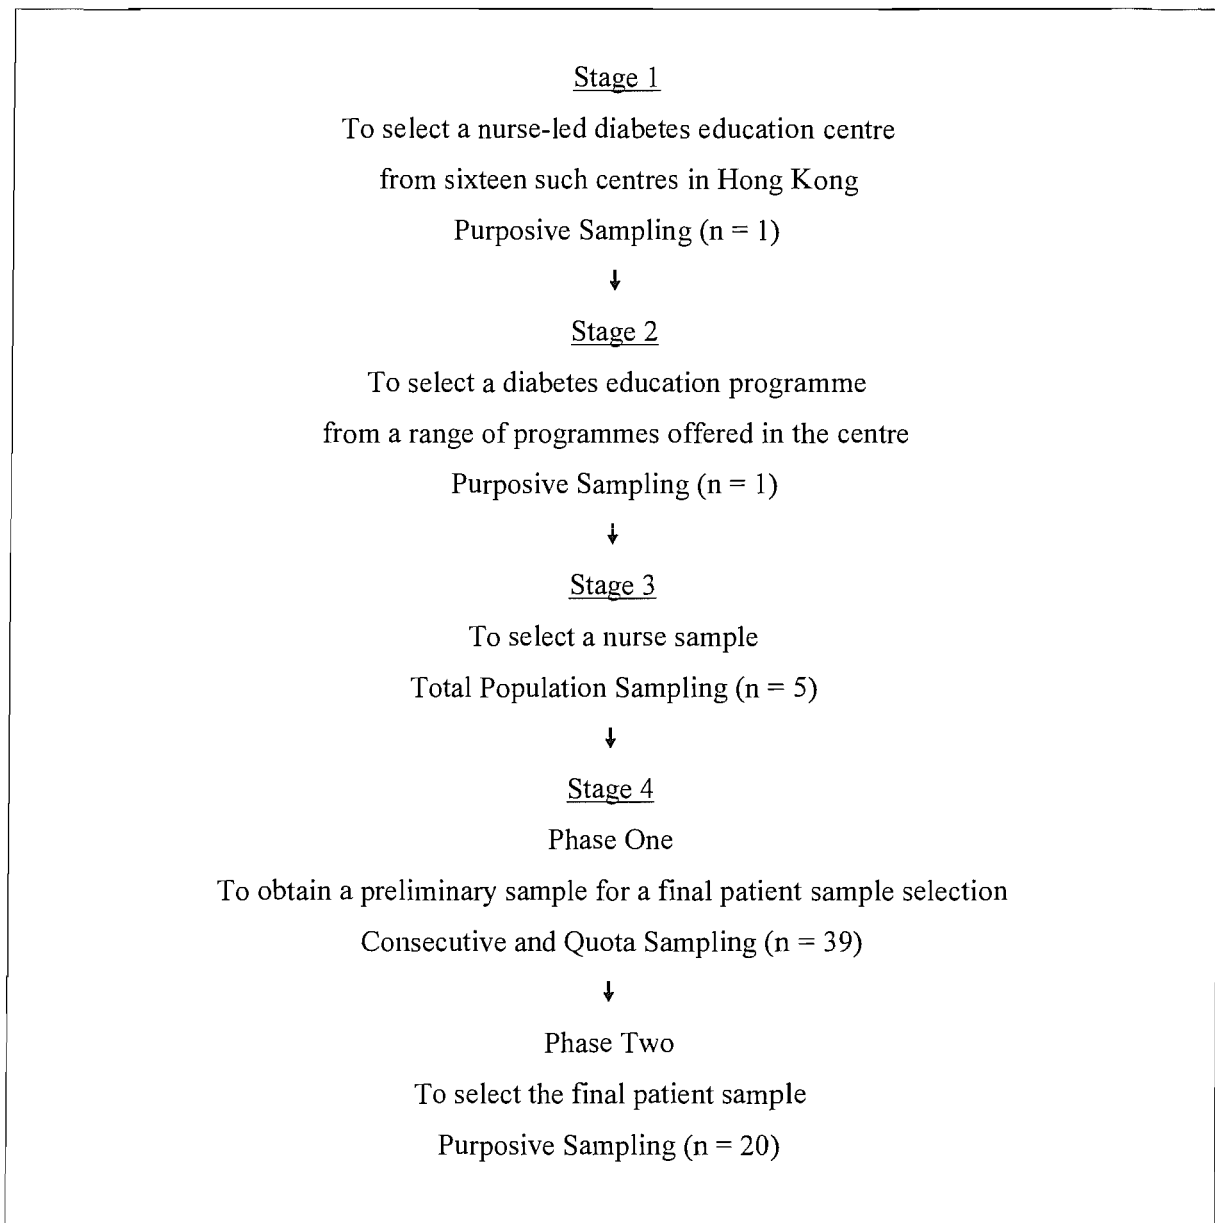 Stage 1
To select a nurse-led diabetes education centre
from sixteen such centres in Hong Kong
Purposive Sampling (n = 1)
↓
Stage 2
To select a diabetes education programme
from a range of programmes offered in the centre
Purposive Sampling (n = 1)
↓
Stage 3
To select a nurse sample
Total Population Sampling (n = 5)
↓
Stage 4
Phase One
To obtain a preliminary sample for a final patient sample selection
Consecutive and Quota Sampling (n = 39)
↓
Phase Two
To select the final patient sample
Purposive Sampling (n = 20)